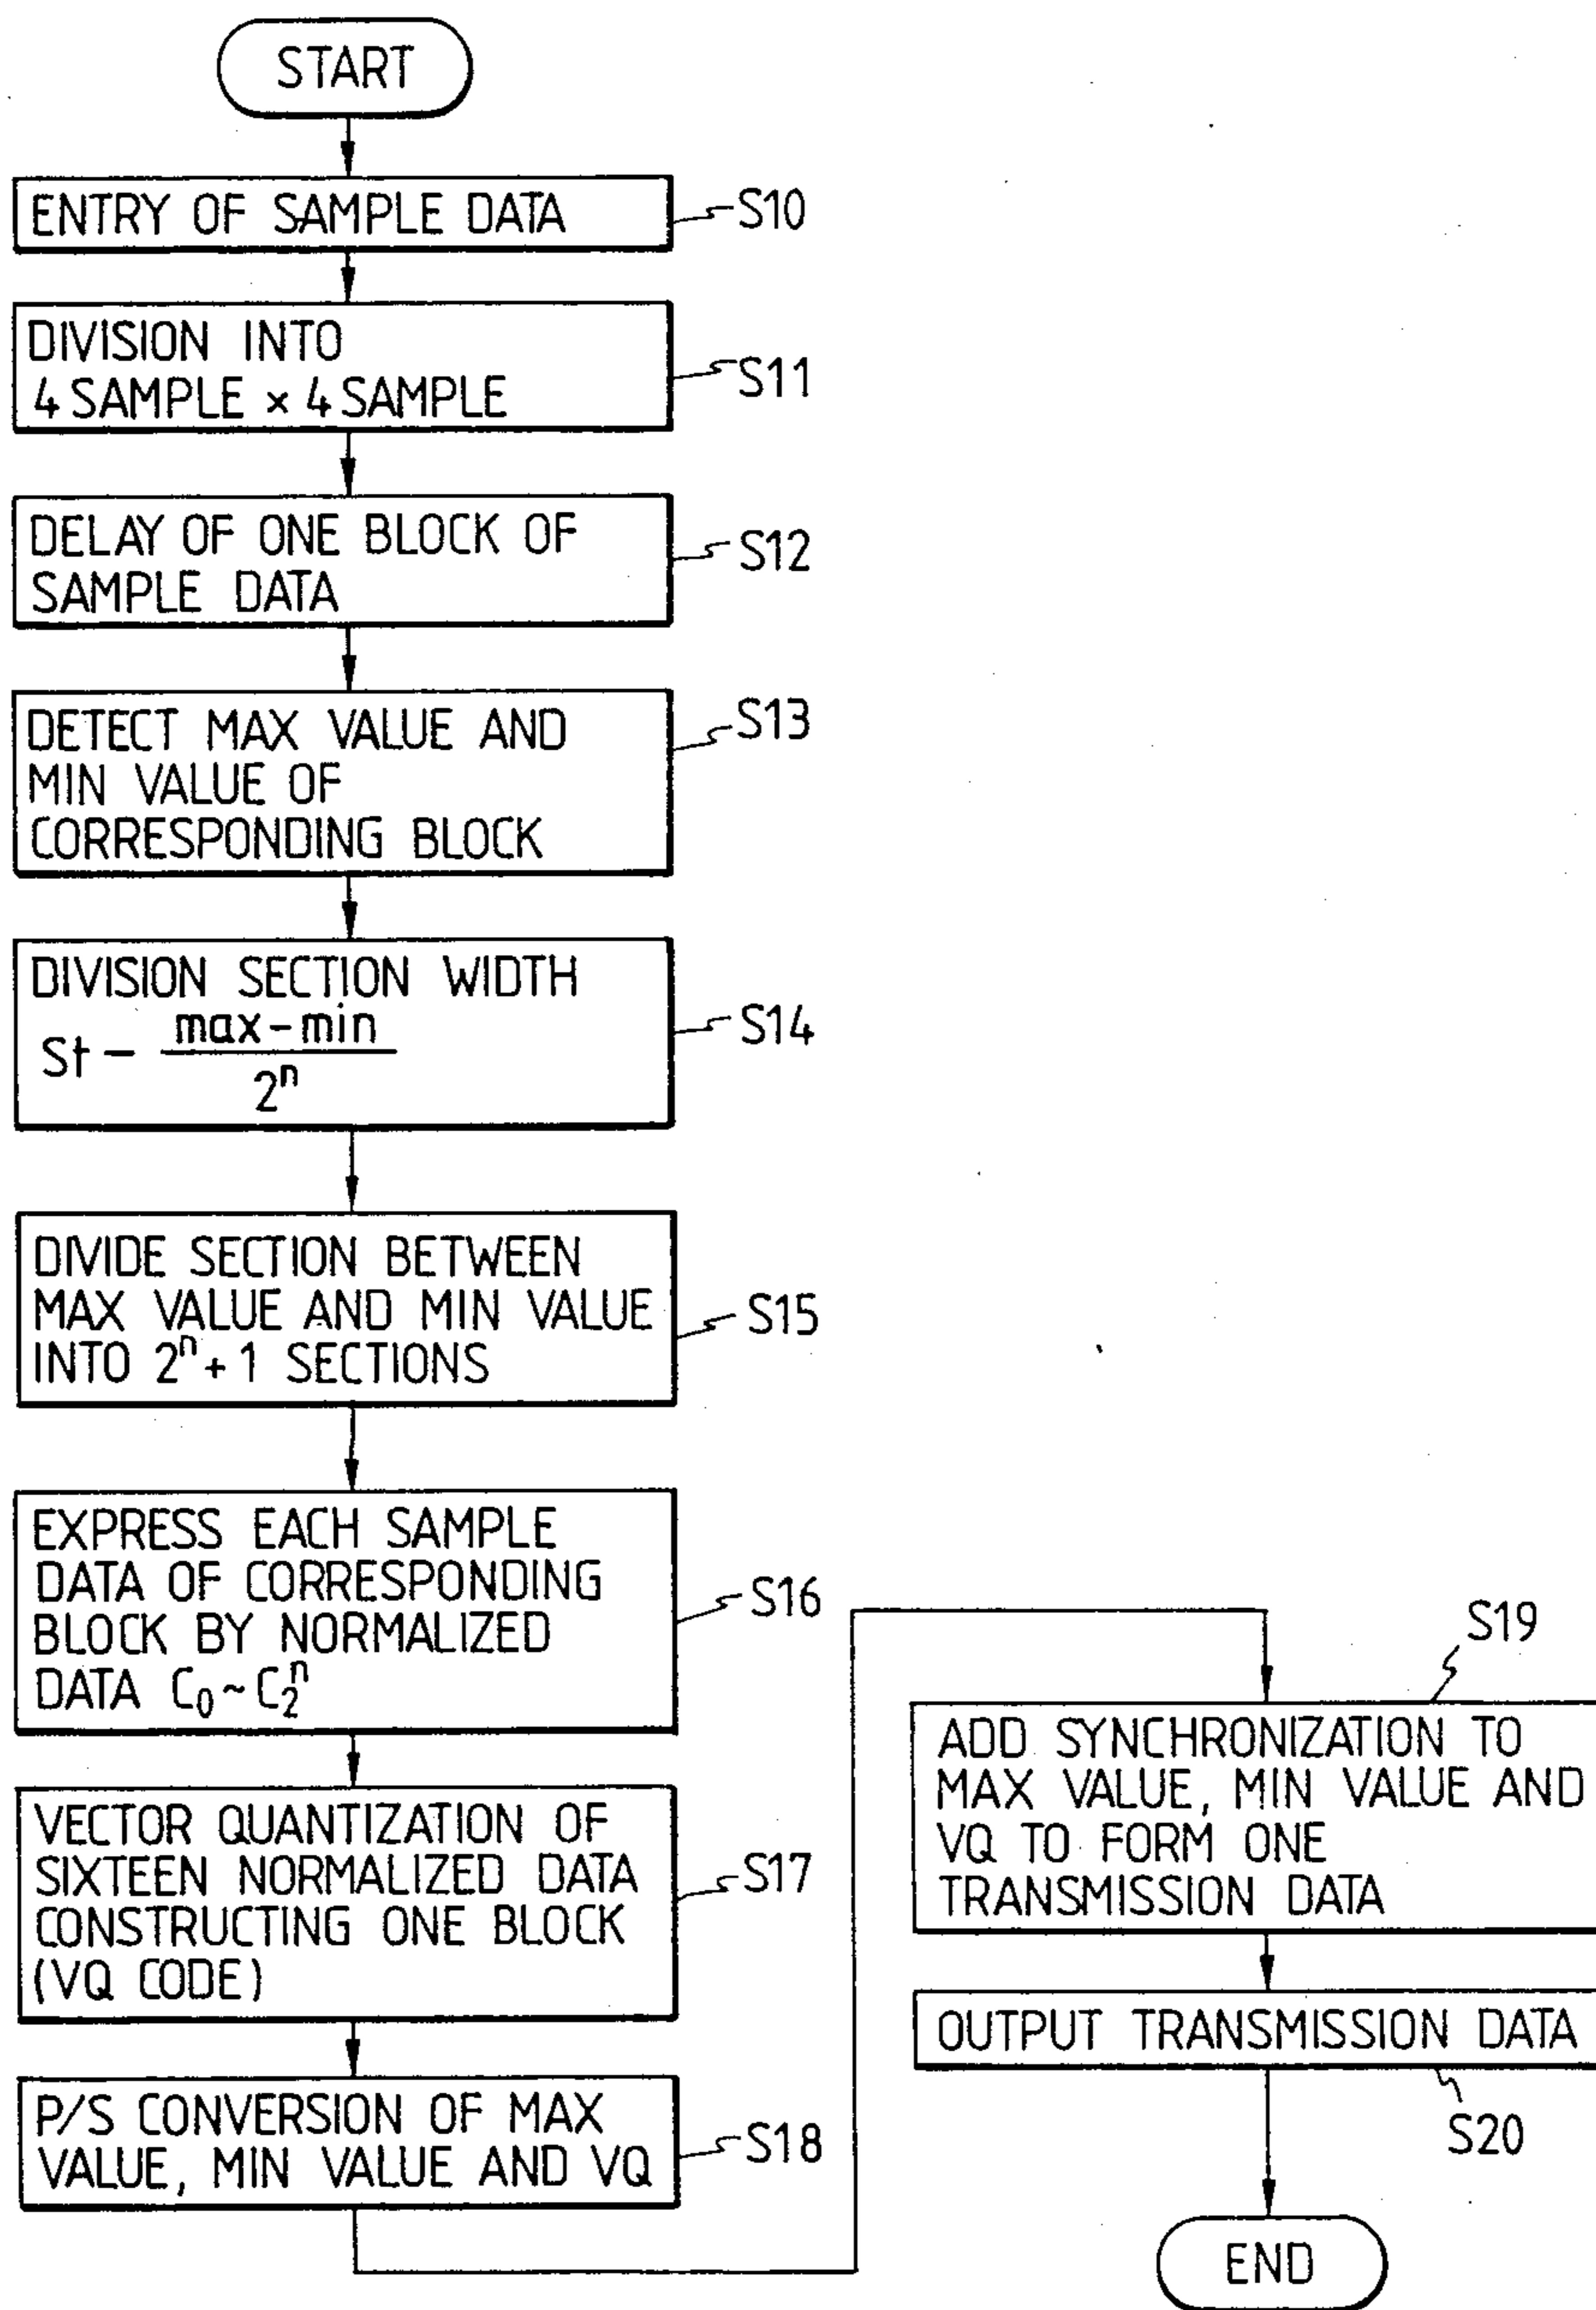 START
ENTRY OF SAMPLE DATA
S10
DIVISION INTO
4 SAMPLE × 4 SAMPLE
S11
DELAY OF ONE BLOCK OF
SAMPLE DATA
S12
DETECT MAX VALUE AND
MIN VALUE OF
CORRESPONDING BLOCK
S13
DIVISION SECTION WIDTH
St – max–min
2ⁿ
S14
DIVIDE SECTION BETWEEN
MAX VALUE AND MIN VALUE
INTO 2ⁿ+1 SECTIONS
S15
EXPRESS EACH SAMPLE
DATA OF CORRESPONDING
BLOCK BY NORMALIZED
DATA C₀~C₂ⁿ
S16
VECTOR QUANTIZATION OF
SIXTEEN NORMALIZED DATA
CONSTRUCTING ONE BLOCK
(VQ CODE)
S17
P/S CONVERSION OF MAX
VALUE, MIN VALUE AND VQ
S18
S19
ADD SYNCHRONIZATION TO
MAX VALUE, MIN VALUE AND
VQ TO FORM ONE
TRANSMISSION DATA
OUTPUT TRANSMISSION DATA
S20
END